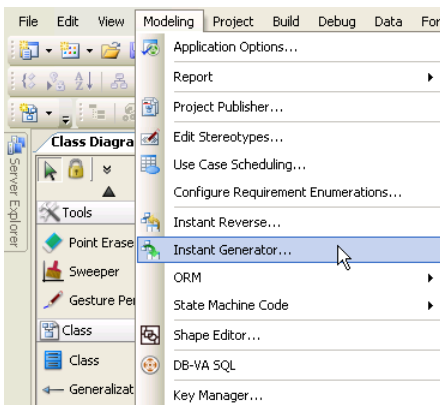 File Edit View Modeling Project Build Debug Data For
Application Options...
Report
Project Publisher...
Edit Stereotypes...
Use Case Scheduling...
Configure Requirement Enumerations...
Instant Reverse...
Instant Generator...
ORM
State Machine Code
Shape Editor...
DB-VA SQL
Key Manager...
Server Explorer
Class Diagra
Tools
Point Erase
Sweeper
Gesture Pe
Class
Class
Generalizat